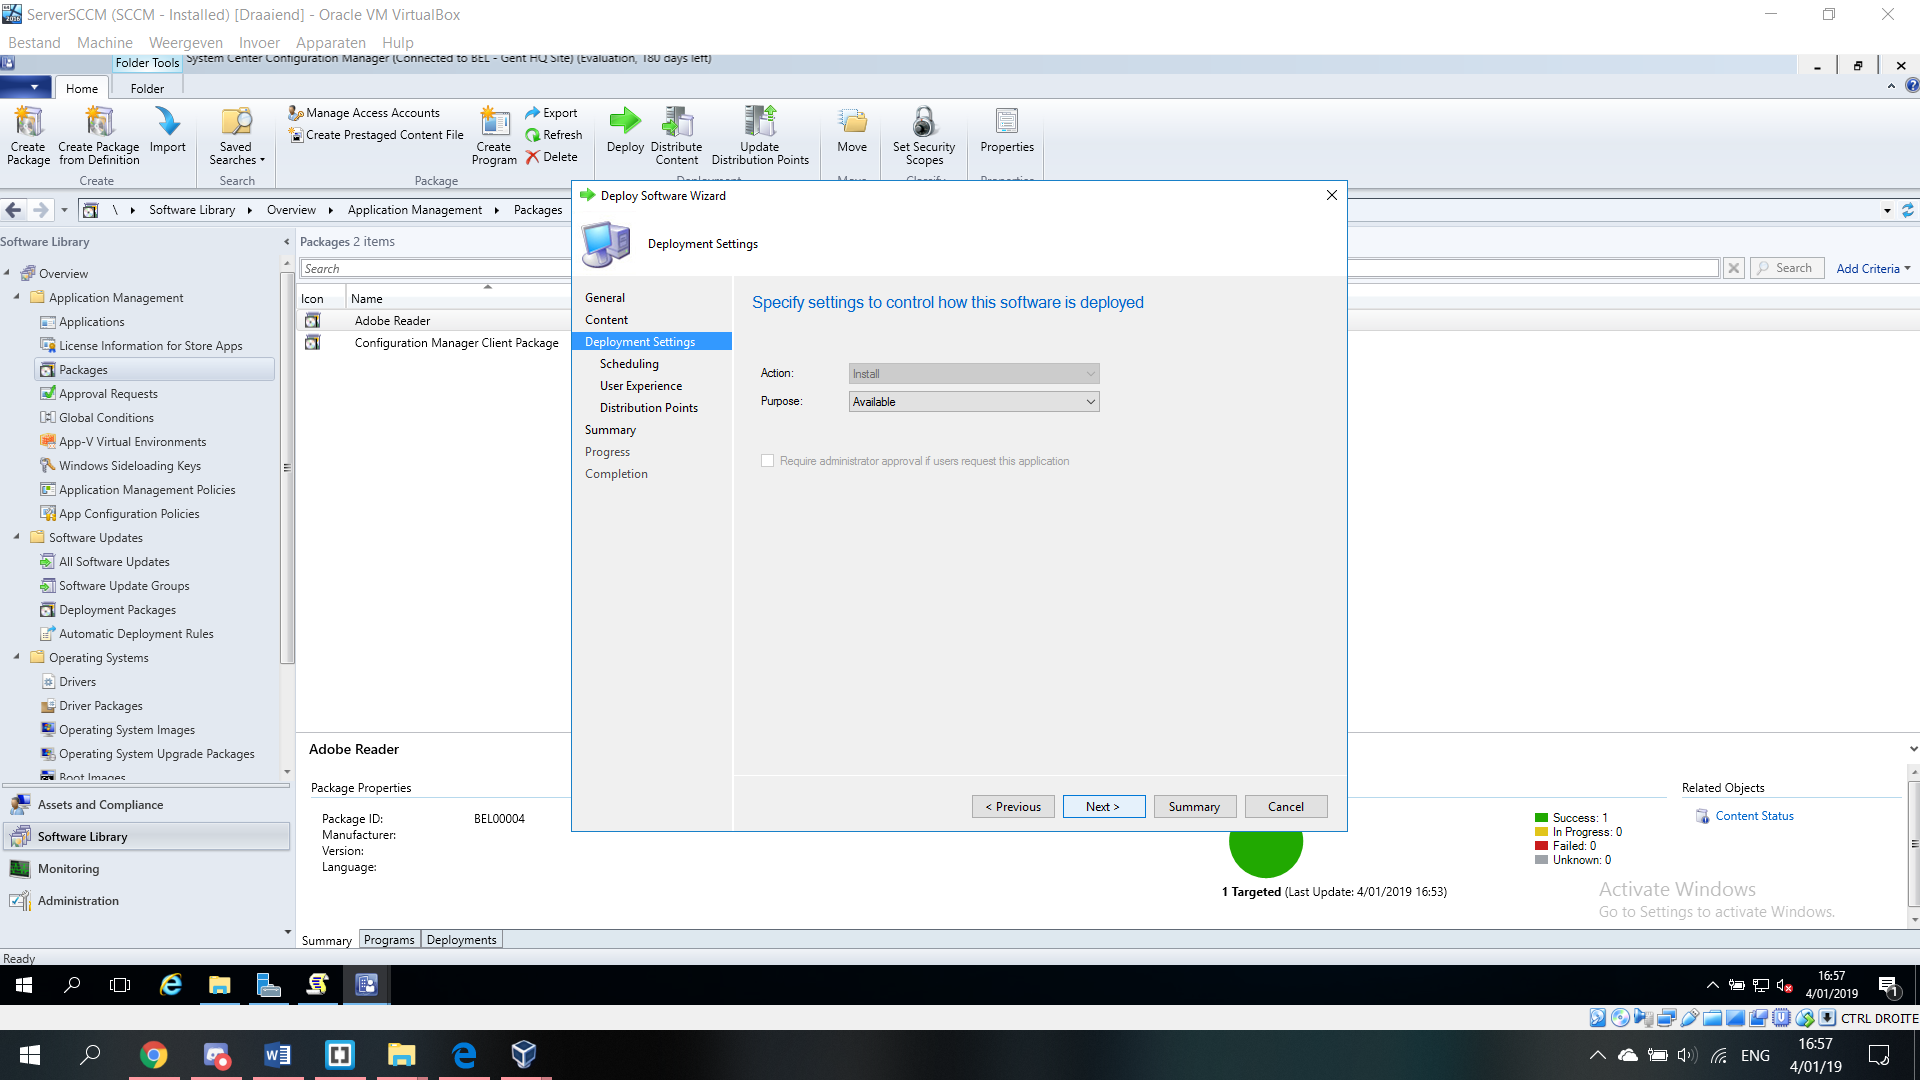 ServerSCCM (SCCM - Installed) [Draaiend] - Oracle VM VirtualBox
Bestand Machine Weergeven Invoer Apparaten Hulp
Folder Tools System Center Configuration Manager (Connected to BEL - Gent HQ Site) (Evaluation, 180 days left)
Home Folder
Create Package
Create Package from Definition
Import
Saved Searches
Manage Access Accounts
Create Prestaged Content File
Create Program
Export
Refresh
Delete
Deploy
Distribute Content
Update Distribution Points
Move
Set Security Scopes
Properties
Create Search Package Deployment Move Classify Properties
\ Software Library Overview Application Management Packages
Software Library
Overview
Application Management
Applications
License Information for Store Apps
Packages
Approval Requests
Global Conditions
App-V Virtual Environments
Windows Sideloading Keys
Application Management Policies
App Configuration Policies
Software Updates
All Software Updates
Software Update Groups
Deployment Packages
Automatic Deployment Rules
Operating Systems
Drivers
Driver Packages
Operating System Images
Operating System Upgrade Packages
Boot Images
Assets and Compliance
Software Library
Monitoring
Administration
Packages 2 items
Search
Search Add Criteria
Icon Name
Adobe Reader
Configuration Manager Client Package
Deploy Software Wizard
Deployment Settings
General
Content
Deployment Settings
Scheduling
User Experience
Distribution Points
Summary
Progress
Completion
Specify settings to control how this software is deployed
Action: Install
Purpose: Available
Require administrator approval if users request this application
< Previous Next > Summary Cancel
Adobe Reader
Package Properties
Package ID: BEL00004
Manufacturer:
Version:
Language:
Success: 1
In Progress: 0
Failed: 0
Unknown: 0
1 Targeted (Last Update: 4/01/2019 16:53)
Related Objects
Content Status
Activate Windows
Go to Settings to activate Windows.
Summary Programs Deployments
Ready
16:57
4/01/2019
1
CTRL DROITE
ENG
16:57
4/01/19